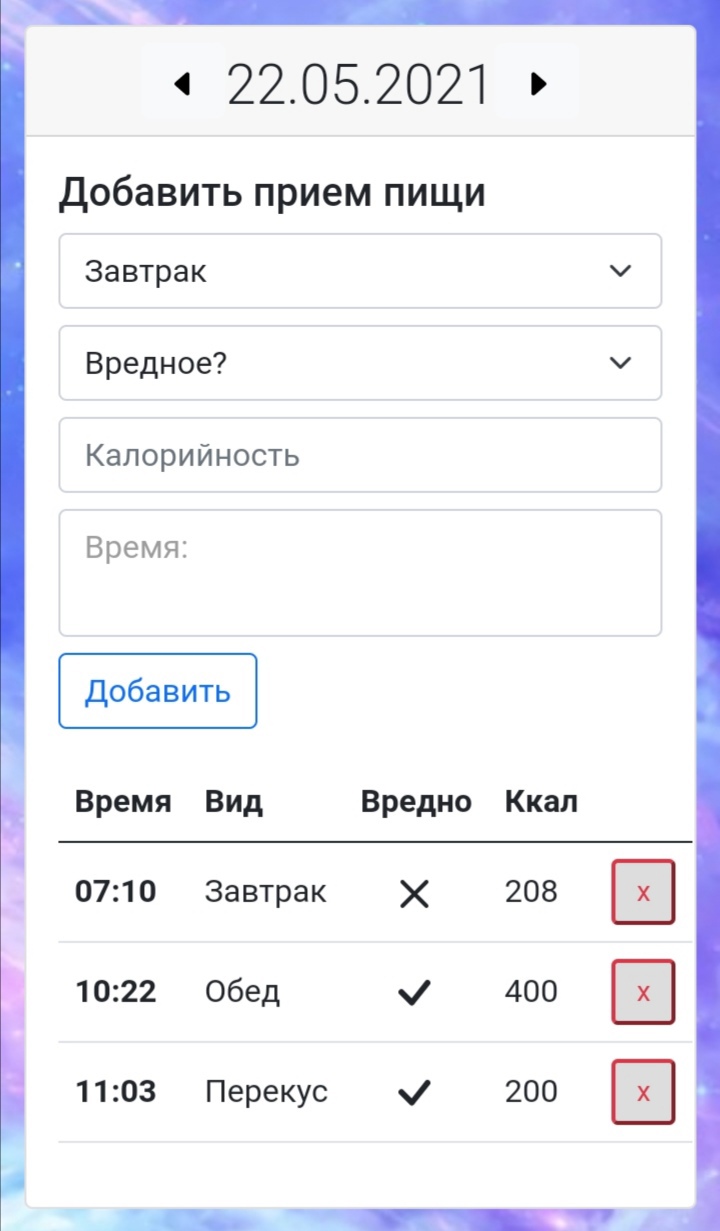 22.05.2021
Добавить прием пищи
Завтрак
Вредное?
Калорийность
Время:
Добавить
Время Вид Вредно Ккал
07:10 Завтрак 208 x
10:22 Обед 400 x
11:03 Перекус 200 x